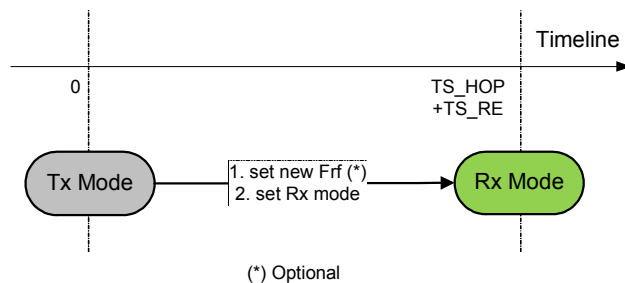 Timeline
0
TS_HOP
+TS_RE
Tx Mode
1. set new Frf (*)
2. set Rx mode
Rx Mode
(*) Optional